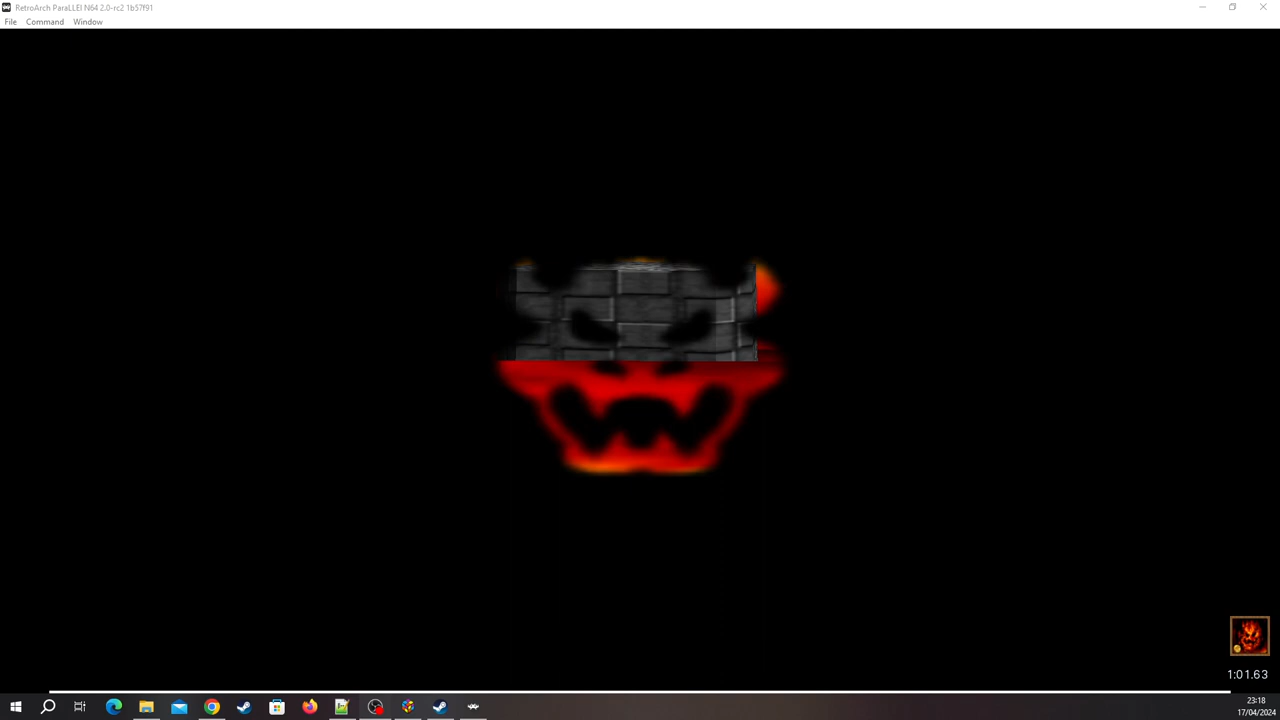 RetroArch ParaLLEl N64 2.0-rc2 1b57f91
File Command Window
1:01.63
23:18
17/04/2024